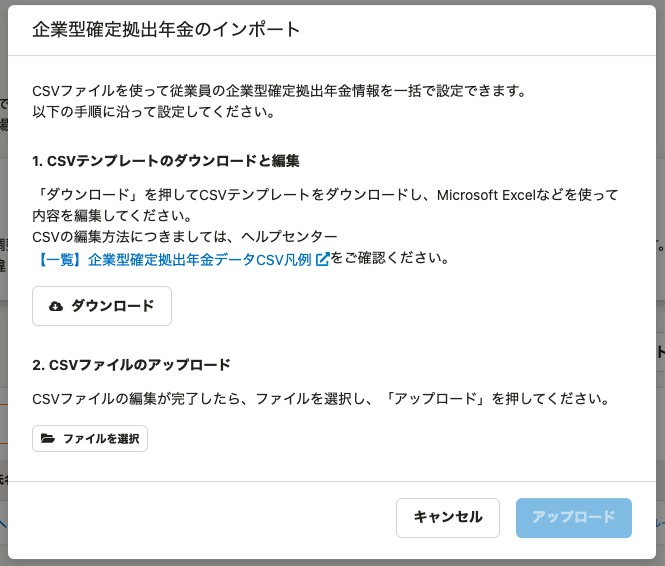 企業型確定拠出年金のインポート
CSVファイルを使って従業員の企業型確定拠出年金情報を一括で設定できます。
以下の手順に沿って設定してください。
1. CSVテンプレートのダウンロードと編集
「ダウンロード」を押してCSVテンプレートをダウンロードし、Microsoft Excelなどを使って
内容を編集してください。
CSVの編集方法につきましては、ヘルプセンター
【一覧】企業型確定拠出年金データCSV凡例をご確認ください。
ダウンロード
2. CSVファイルのアップロード
CSVファイルの編集が完了したら、ファイルを選択し、「アップロード」を押してください。
ファイルを選択
キャンセル
アップロード